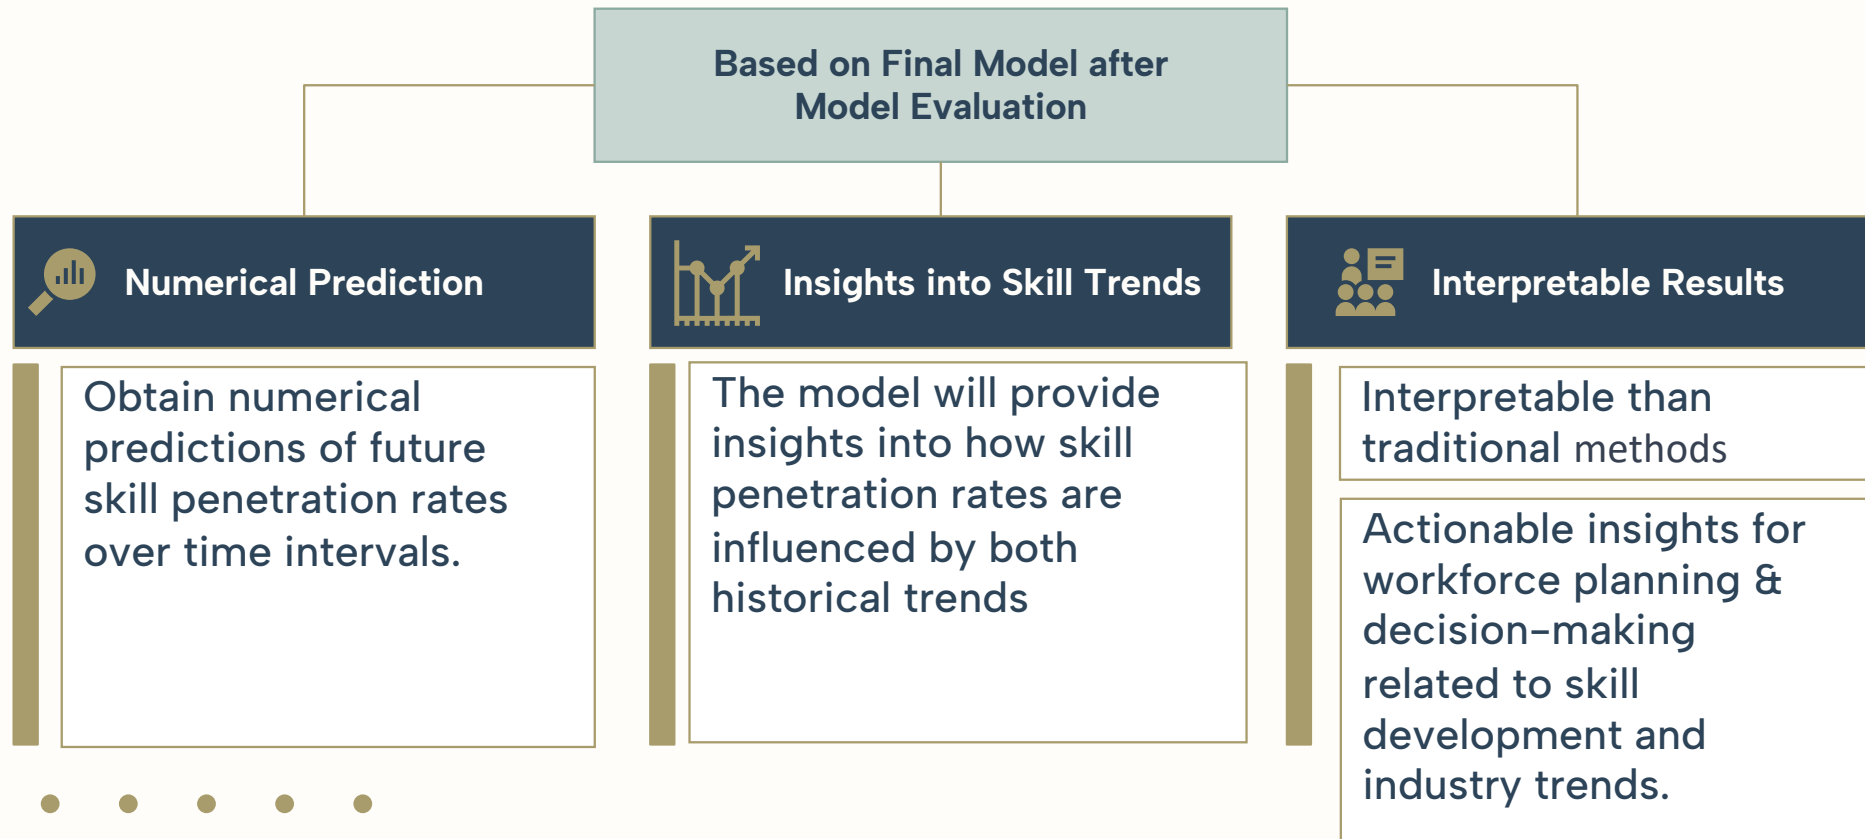 Based on Final Model after
Model Evaluation
Numerical Prediction
Obtain numerical
predictions of future
skill penetration rates
over time intervals.
Insights into Skill Trends
The model will provide
insights into how skill
penetration rates are
influenced by both
historical trends
Interpretable Results
Interpretable than
traditional methods
Actionable insights for
workforce planning &
decision-making
related to skill
development and
industry trends.